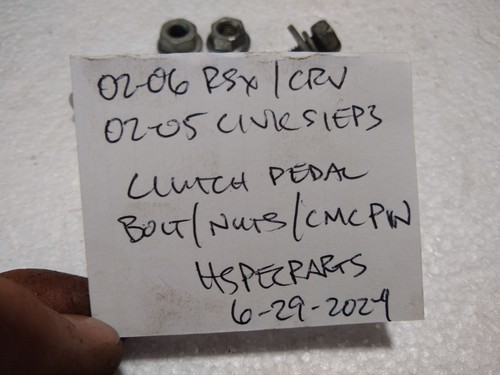 02-06 RSX/CRV
02-05 CIVIC SI EP3
CLUTCH PEDAL
BOLT/NUTS/CMC PIN
HSPECPARTS
6-29-2024